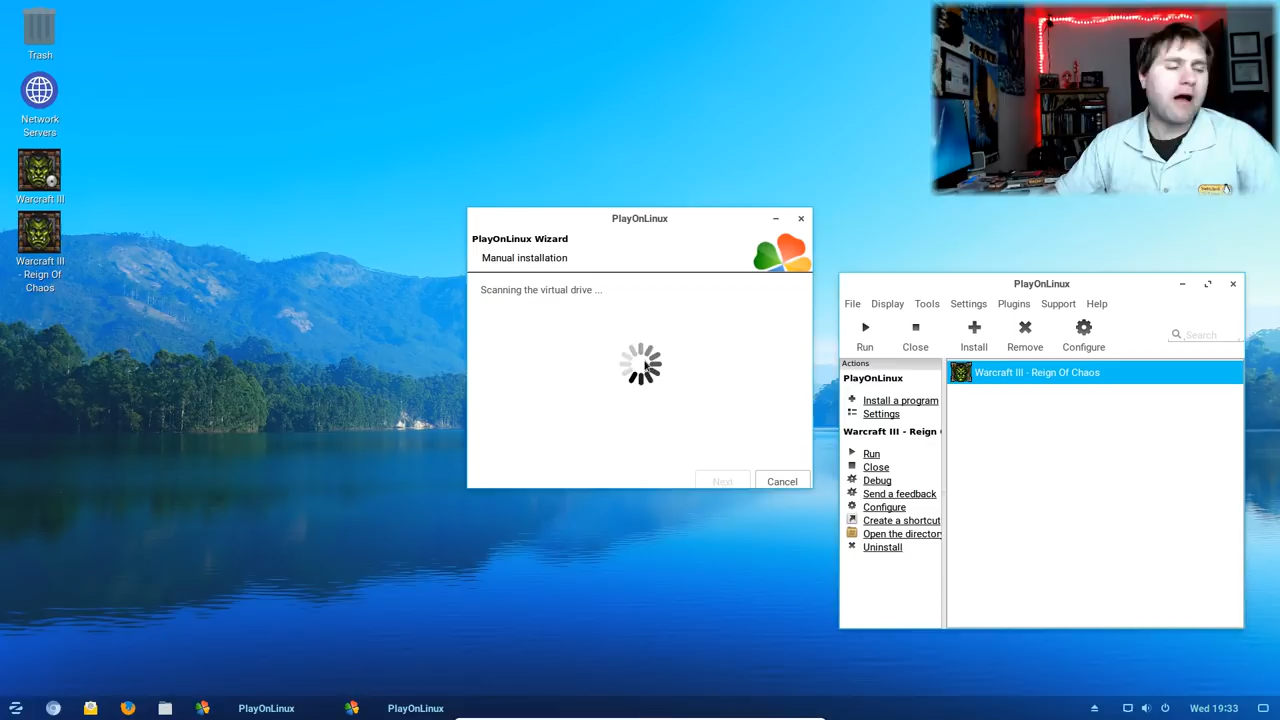 Trash
Network
Servers
Warcraft III
Warcraft III
- Reign Of
Chaos
PlayOnLinux
PlayOnLinux Wizard
Manual installation
Scanning the virtual drive ...
Next
Cancel
PlayOnLinux
File Display Tools Settings Plugins Support Help
Run Close Install Remove Configure
Search
Actions
PlayOnLinux
Install a program
Settings
Warcraft III - Reign
Run
Close
Debug
Send a feedback
Configure
Create a shortcut
Open the director
Uninstall
Warcraft III - Reign Of Chaos
PlayOnLinux
PlayOnLinux
Wed 19:33